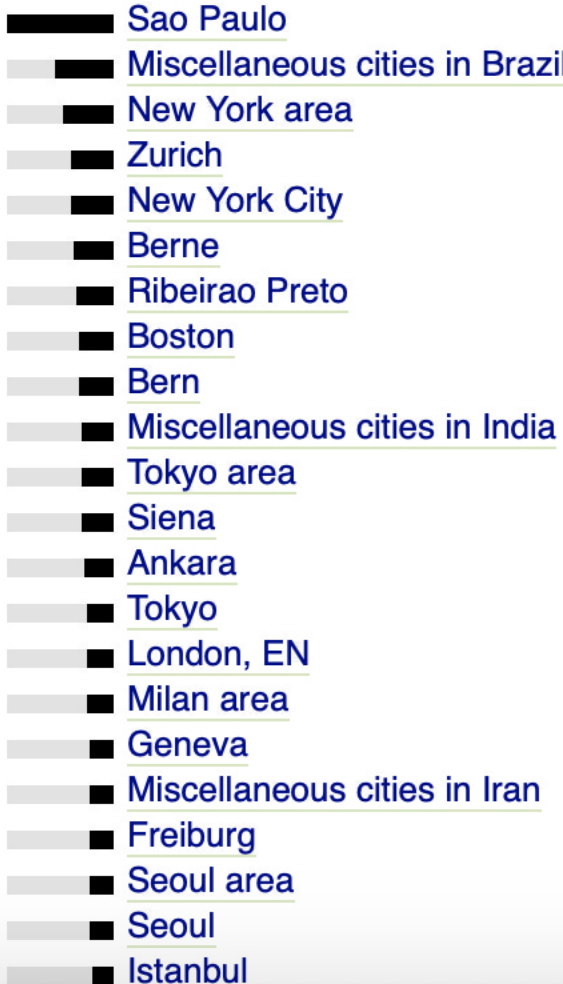 Sao Paulo
Miscellaneous cities in Brazil
New York area
Zurich
New York City
Berne
Ribeirao Preto
Boston
Bern
Miscellaneous cities in India
Tokyo area
Siena
Ankara
Tokyo
London, EN
Milan area
Geneva
Miscellaneous cities in Iran
Freiburg
Seoul area
Seoul
Istanbul